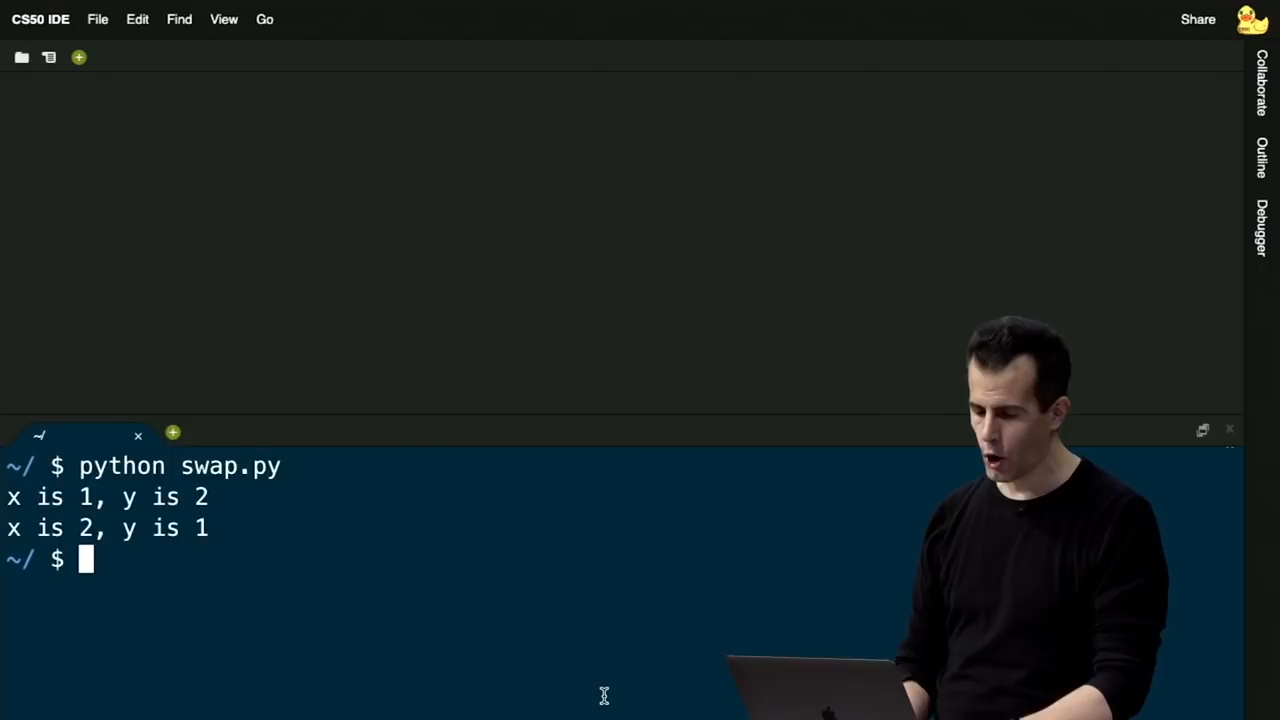 CS50 IDE File Edit Find View Go Share
Collaborate
Outline
Debugger
~/ $ python swap.py
x is 1, y is 2
x is 2, y is 1
~/ $